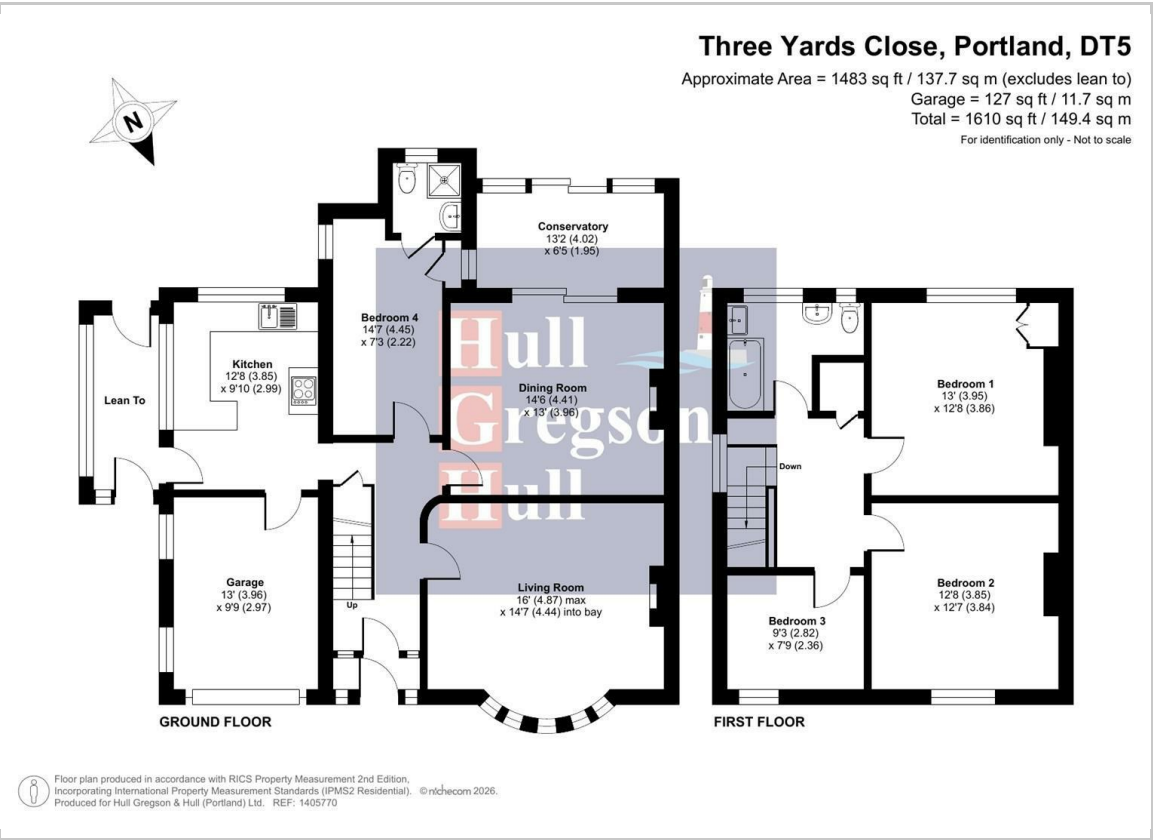 Three Yards Close, Portland, DT5
Approximate Area = 1483 sq ft / 137.7 sq m (excludes lean to)
Garage = 127 sq ft / 11.7 sq m
Total = 1610 sq ft / 149.4 sq m
For identification only - Not to scale
N
Conservatory
13'2 (4.02)
x 6'5 (1.95)
Bedroom 4
14'7 (4.45)
x 7'3 (2.22)
Kitchen
12'8 (3.85)
x 9'10 (2.99)
Lean To
Dining Room
14'6 (4.41)
x 13' (3.96)
Hull
Gregson
Hull
Garage
13' (3.96)
x 9'9 (2.97)
Up
Living Room
16' (4.87) max
x 14'7 (4.44) into bay
GROUND FLOOR
Bedroom 1
13' (3.95)
x 12'8 (3.86)
Down
Bedroom 2
12'8 (3.85)
x 12'7 (3.84)
Bedroom 3
9'3 (2.82)
x 7'9 (2.36)
FIRST FLOOR
Floor plan produced in accordance with RICS Property Measurement 2nd Edition,
Incorporating International Property Measurement Standards (IPMS2 Residential). © nichecom 2026.
Produced for Hull Gregson & Hull (Portland) Ltd. REF: 1405770